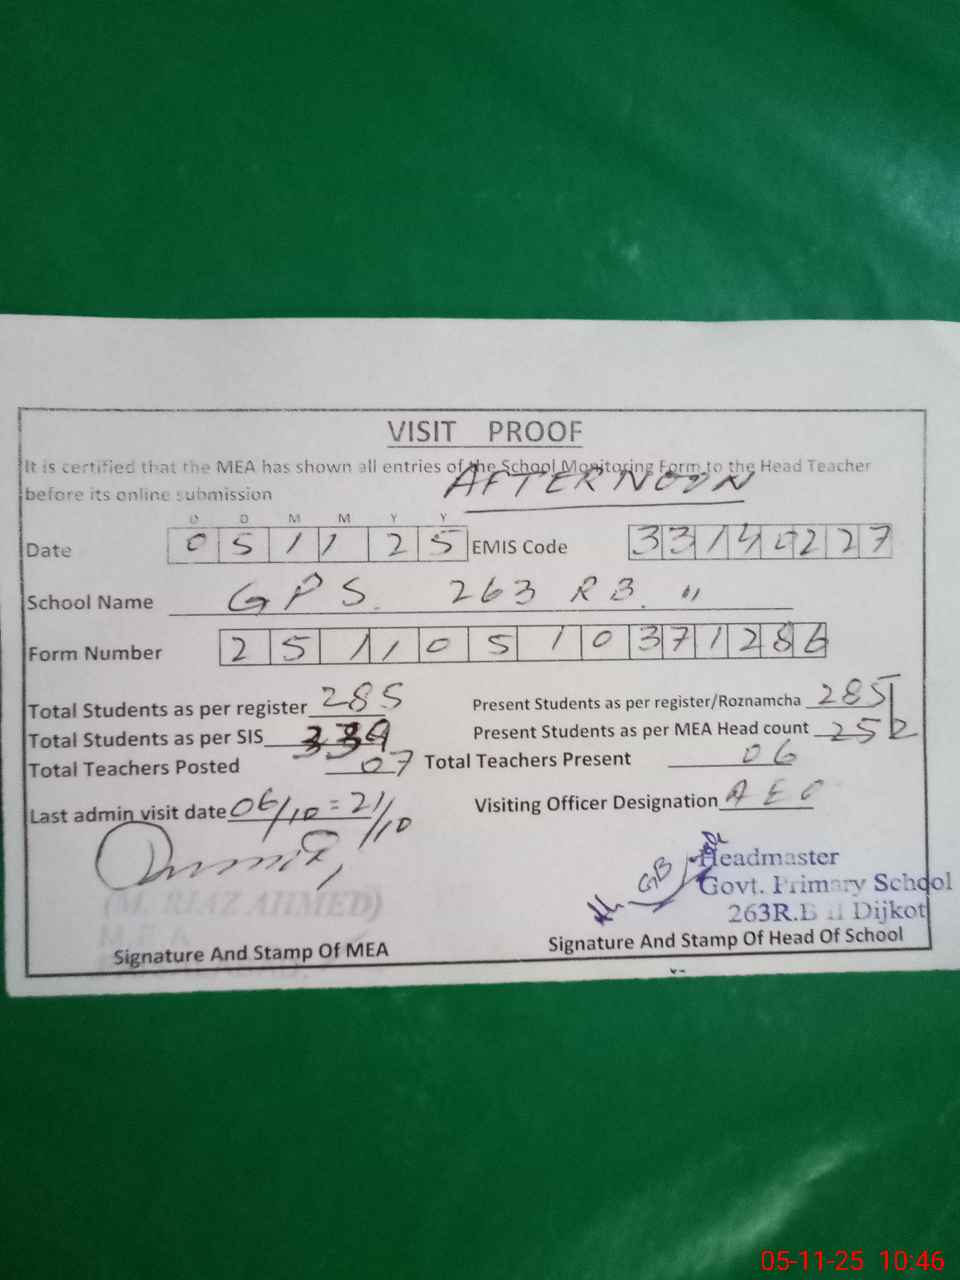 VISIT PROOF
It is certified that the MEA has shown all entries of the School Monitoring Form to the Head Teacher
before its online submission
AFTERNOON
D D M M Y Y
Date 0 5 1 1 2 5 EMIS Code 3 3 1 4 0 2 2 7
School Name GPS. 263 RB. "
Form Number 2 5 1 1 0 5 1 0 3 7 1 2 8 6
Total Students as per register 285 Present Students as per register/Roznamcha 285
Total Students as per SIS 339 Present Students as per MEA Head count 252
Total Teachers Posted 07 Total Teachers Present 06
Last admin visit date 06/10 = 21/10 Visiting Officer Designation AEO
Headmaster
Govt. Primary School
263R.B II Dijkot
(M. RIAZ AHMED)
M E A
Signature And Stamp Of MEA Signature And Stamp Of Head Of School
05-11-25 10:46